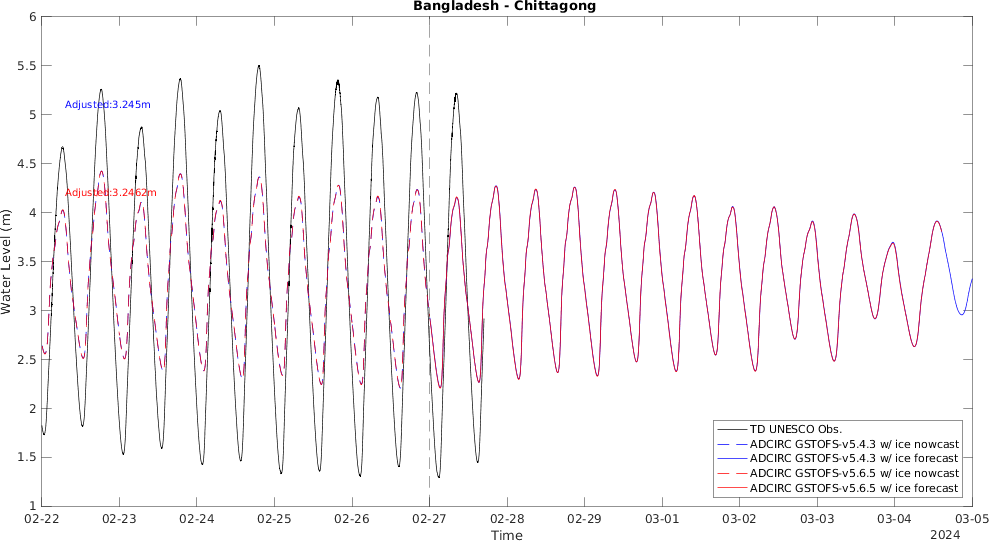 Bangladesh - Chittagong
6
5.5
5
4.5
4
3.5
3
2.5
2
1.5
1
Water Level (m)
Adjusted:3.245m
Adjusted:3.2462m
TD UNESCO Obs.
ADCIRC GSTOFS-v5.4.3 w/ ice nowcast
ADCIRC GSTOFS-v5.4.3 w/ ice forecast
ADCIRC GSTOFS-v5.6.5 w/ ice nowcast
ADCIRC GSTOFS-v5.6.5 w/ ice forecast
02-22 02-23 02-24 02-25 02-26 02-27 02-28 02-29 03-01 03-02 03-03 03-04 03-05
Time
2024